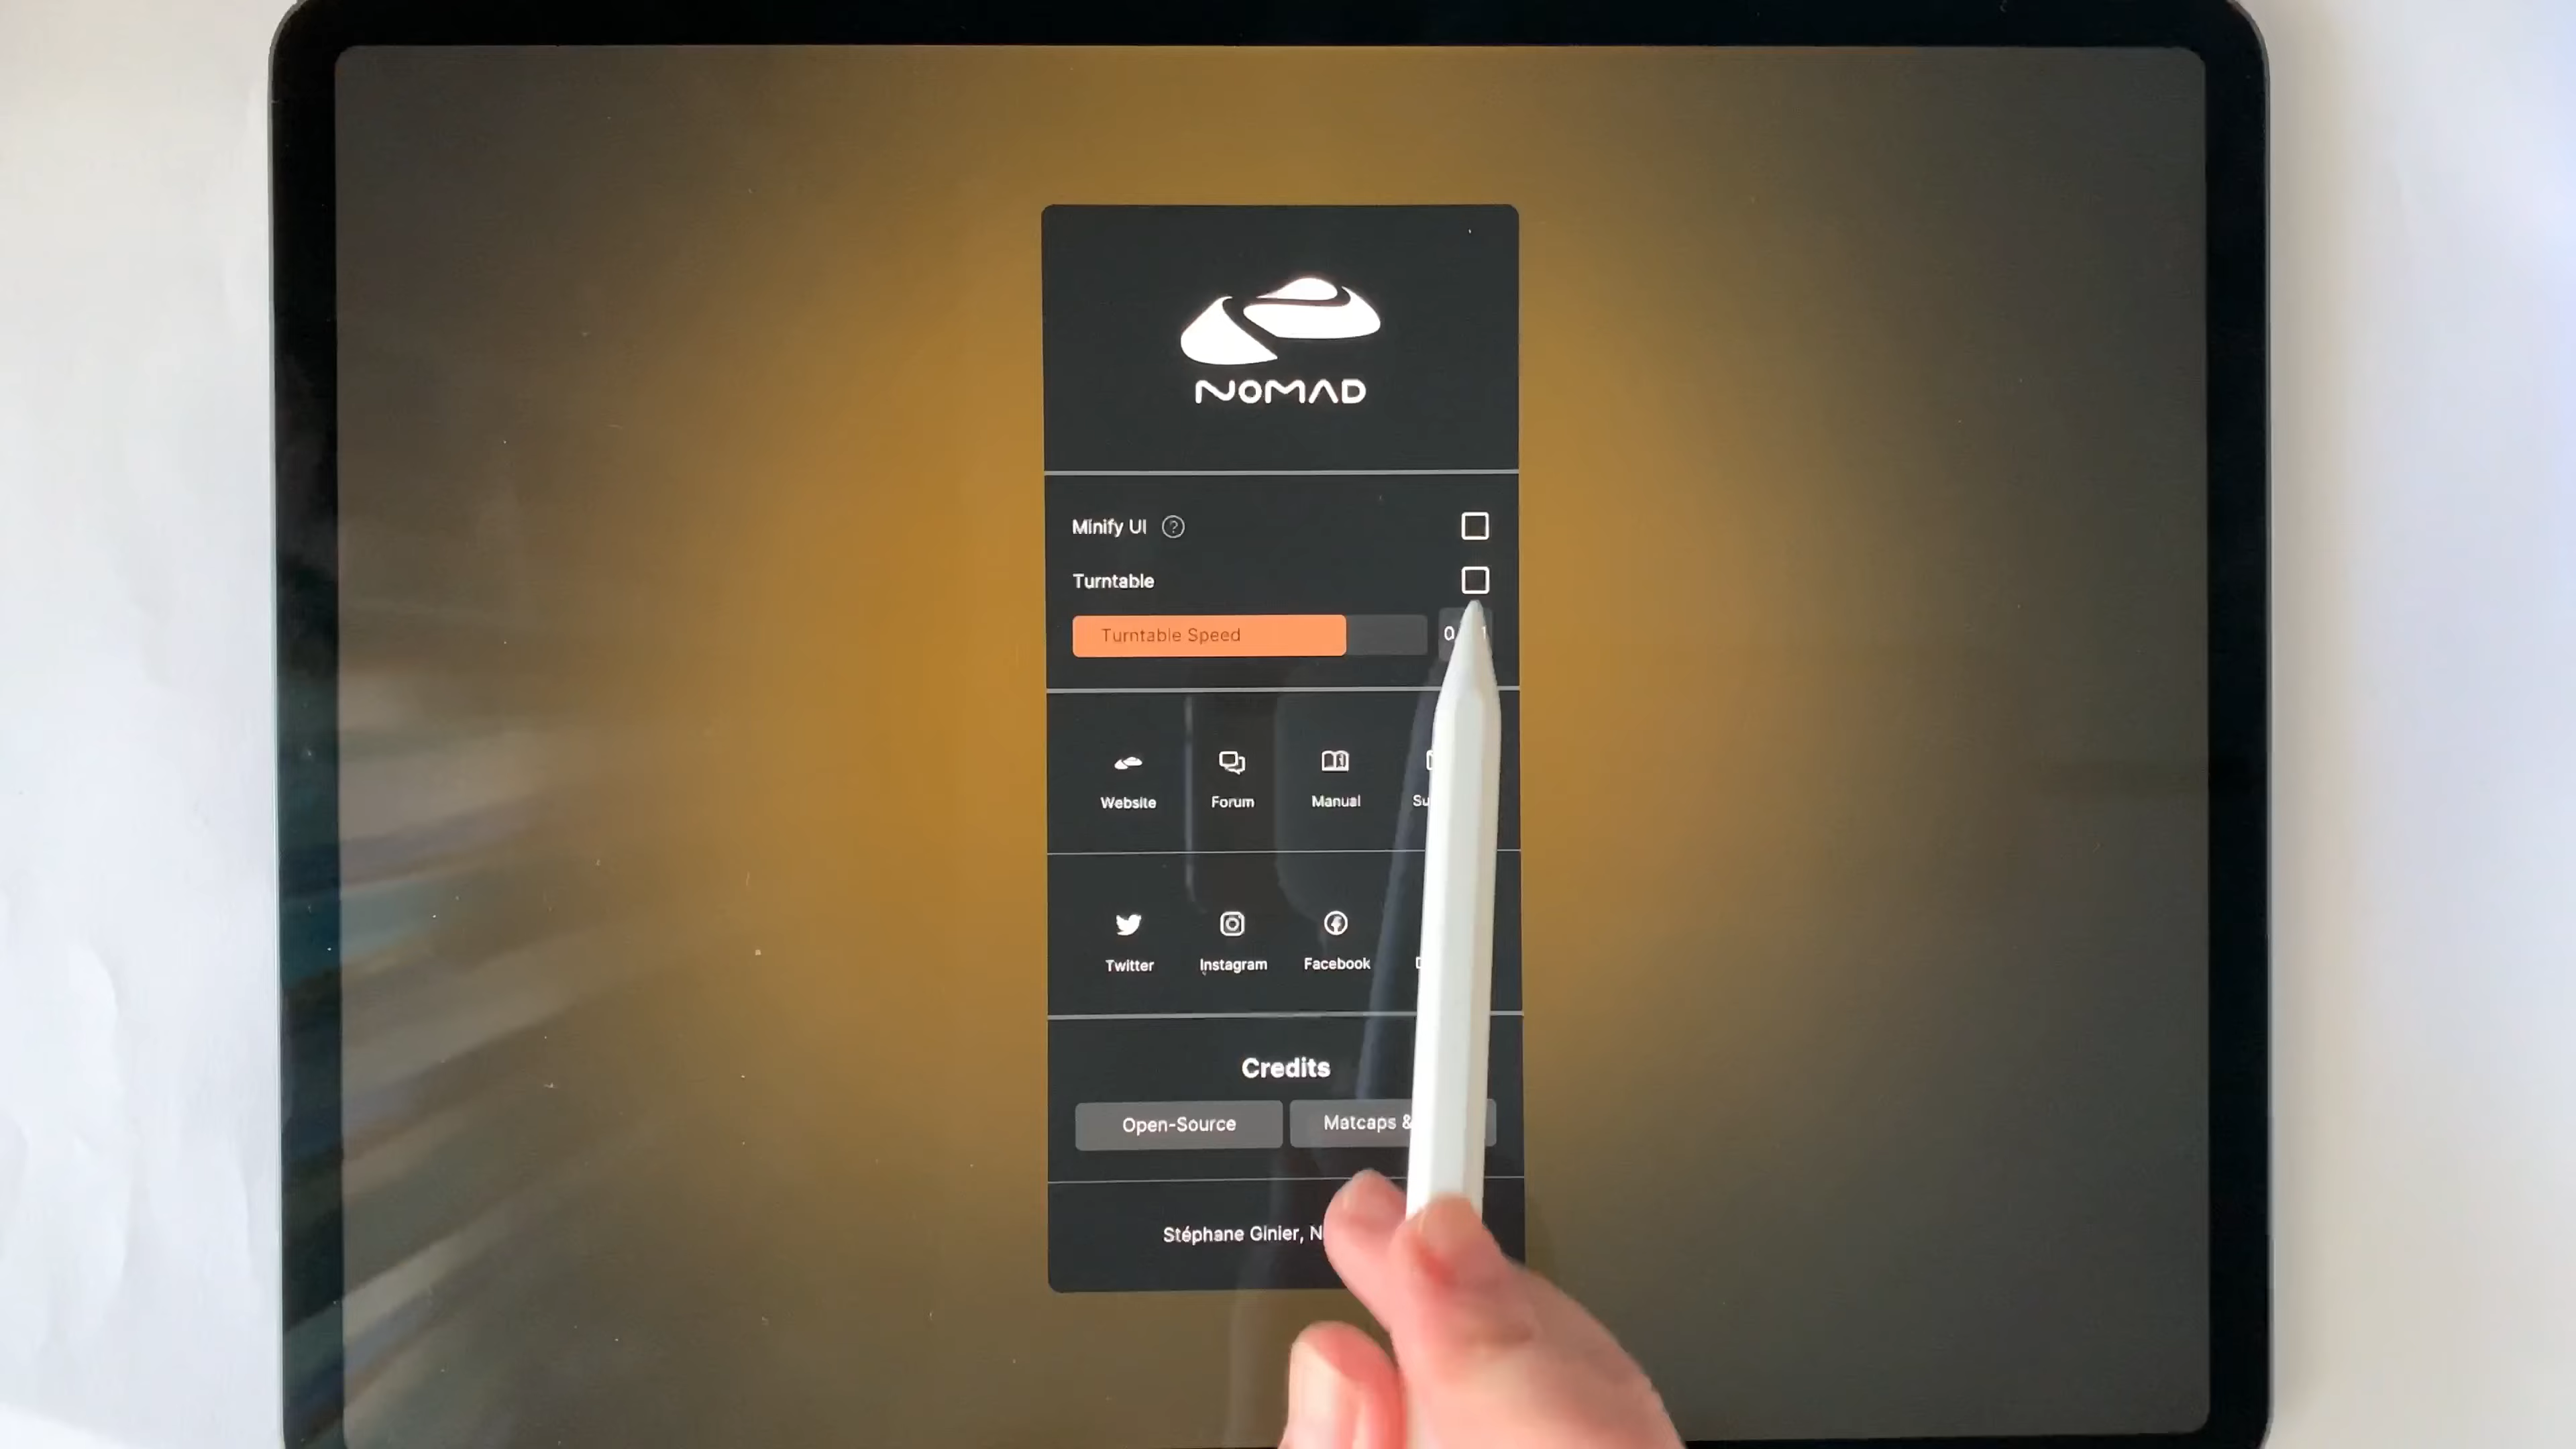 NOMAD
Minify UI ?
Turntable
Turntable Speed
Website Forum Manual
Twitter Instagram Facebook
Credits
Open-Source Matcaps &
Stéphane Ginier,